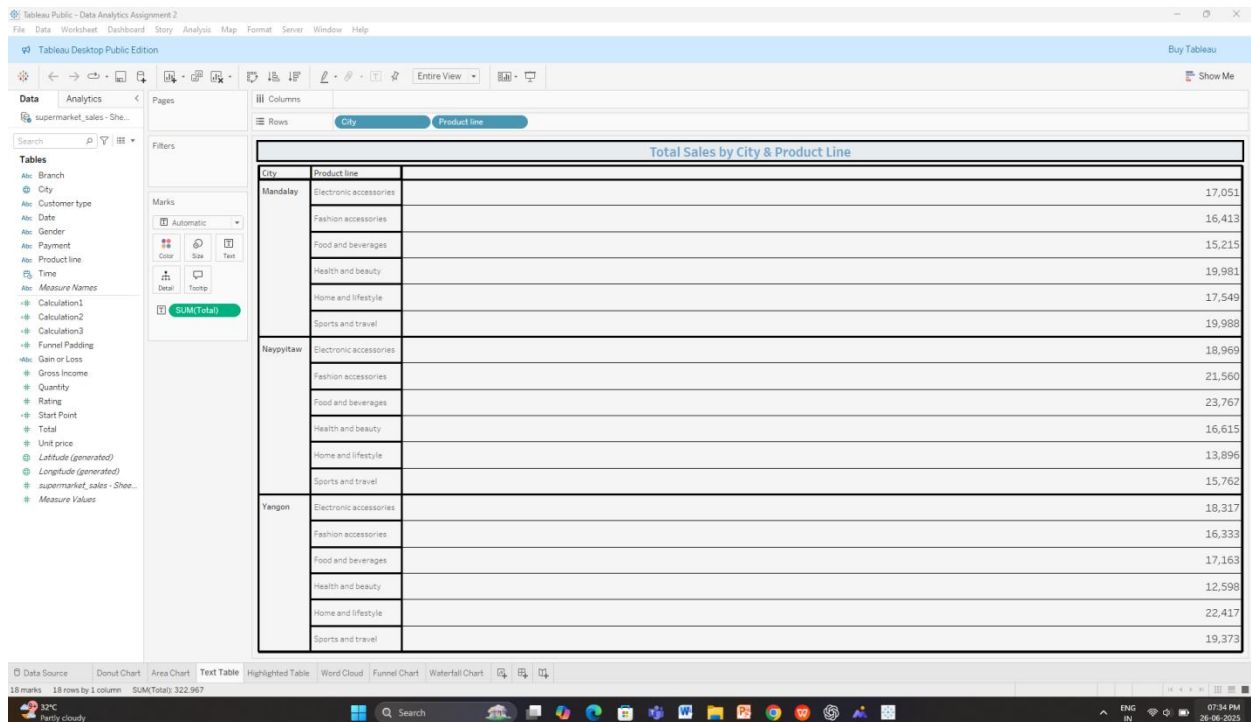 Tableau Public - Data Analytics Assignment 2
File Data Worksheet Dashboard Story Analysis Map Format Server Window Help
Tableau Desktop Public Edition Buy Tableau
Entire View Show Me
Data Analytics Pages Columns
supermarket_sales - She...
Rows City Product line
Search Filters
Total Sales by City & Product Line
Tables
Abc Branch
City
Abc Customer type
Abc Date
Abc Gender
Abc Payment
Abc Product line
Time
Abc Measure Names
Calculation1
Calculation2
Calculation3
Funnel Padding
Abc Gain or Loss
Gross Income
Quantity
Rating
Start Point
Total
Unit price
Latitude (generated)
Longitude (generated)
supermarket_sales - Shee...
Measure Values
Marks
Automatic
Color Size Text
Detail Tooltip
SUM(Total)
City Product line
Mandalay Electronic accessories 17,051
Fashion accessories 16,413
Food and beverages 15,215
Health and beauty 19,981
Home and lifestyle 17,549
Sports and travel 19,988
Naypyitaw Electronic accessories 18,969
Fashion accessories 21,560
Food and beverages 23,767
Health and beauty 16,615
Home and lifestyle 13,896
Sports and travel 15,762
Yangon Electronic accessories 18,317
Fashion accessories 16,333
Food and beverages 17,163
Health and beauty 12,598
Home and lifestyle 22,417
Sports and travel 19,373
Data Source Donut Chart Area Chart Text Table Highlighted Table Word Cloud Funnel Chart Waterfall Chart
18 marks 18 rows by 1 column SUM(Total): 322,967
32°C
Partly cloudy
Search
ENG
IN
07:34 PM
26-06-2025